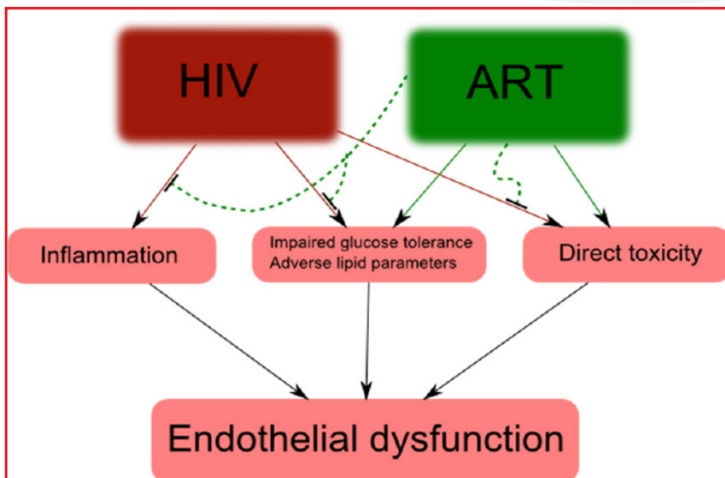 HIV
ART
Inflammation
Impaired glucose tolerance
Adverse lipid parameters
Direct toxicity
Endothelial dysfunction